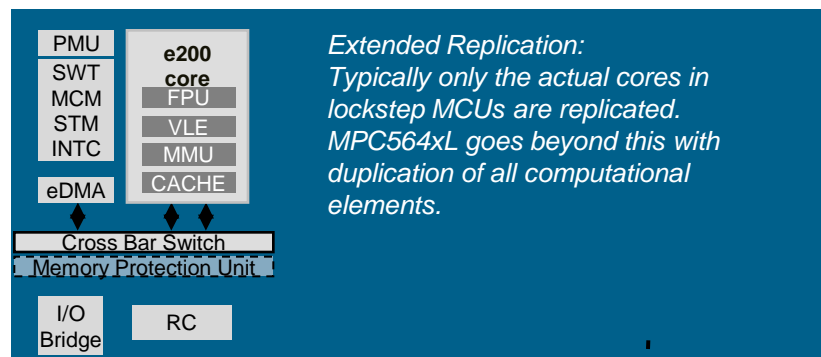 PMU
SWT
MCM
STM
INTC
eDMA
e200
core
FPU
VLE
MMU
CACHE
Cross Bar Switch
Memory Protection Unit
I/O
Bridge
RC
Extended Replication:
Typically only the actual cores in
lockstep MCUs are replicated.
MPC564xL goes beyond this with
duplication of all computational
elements.